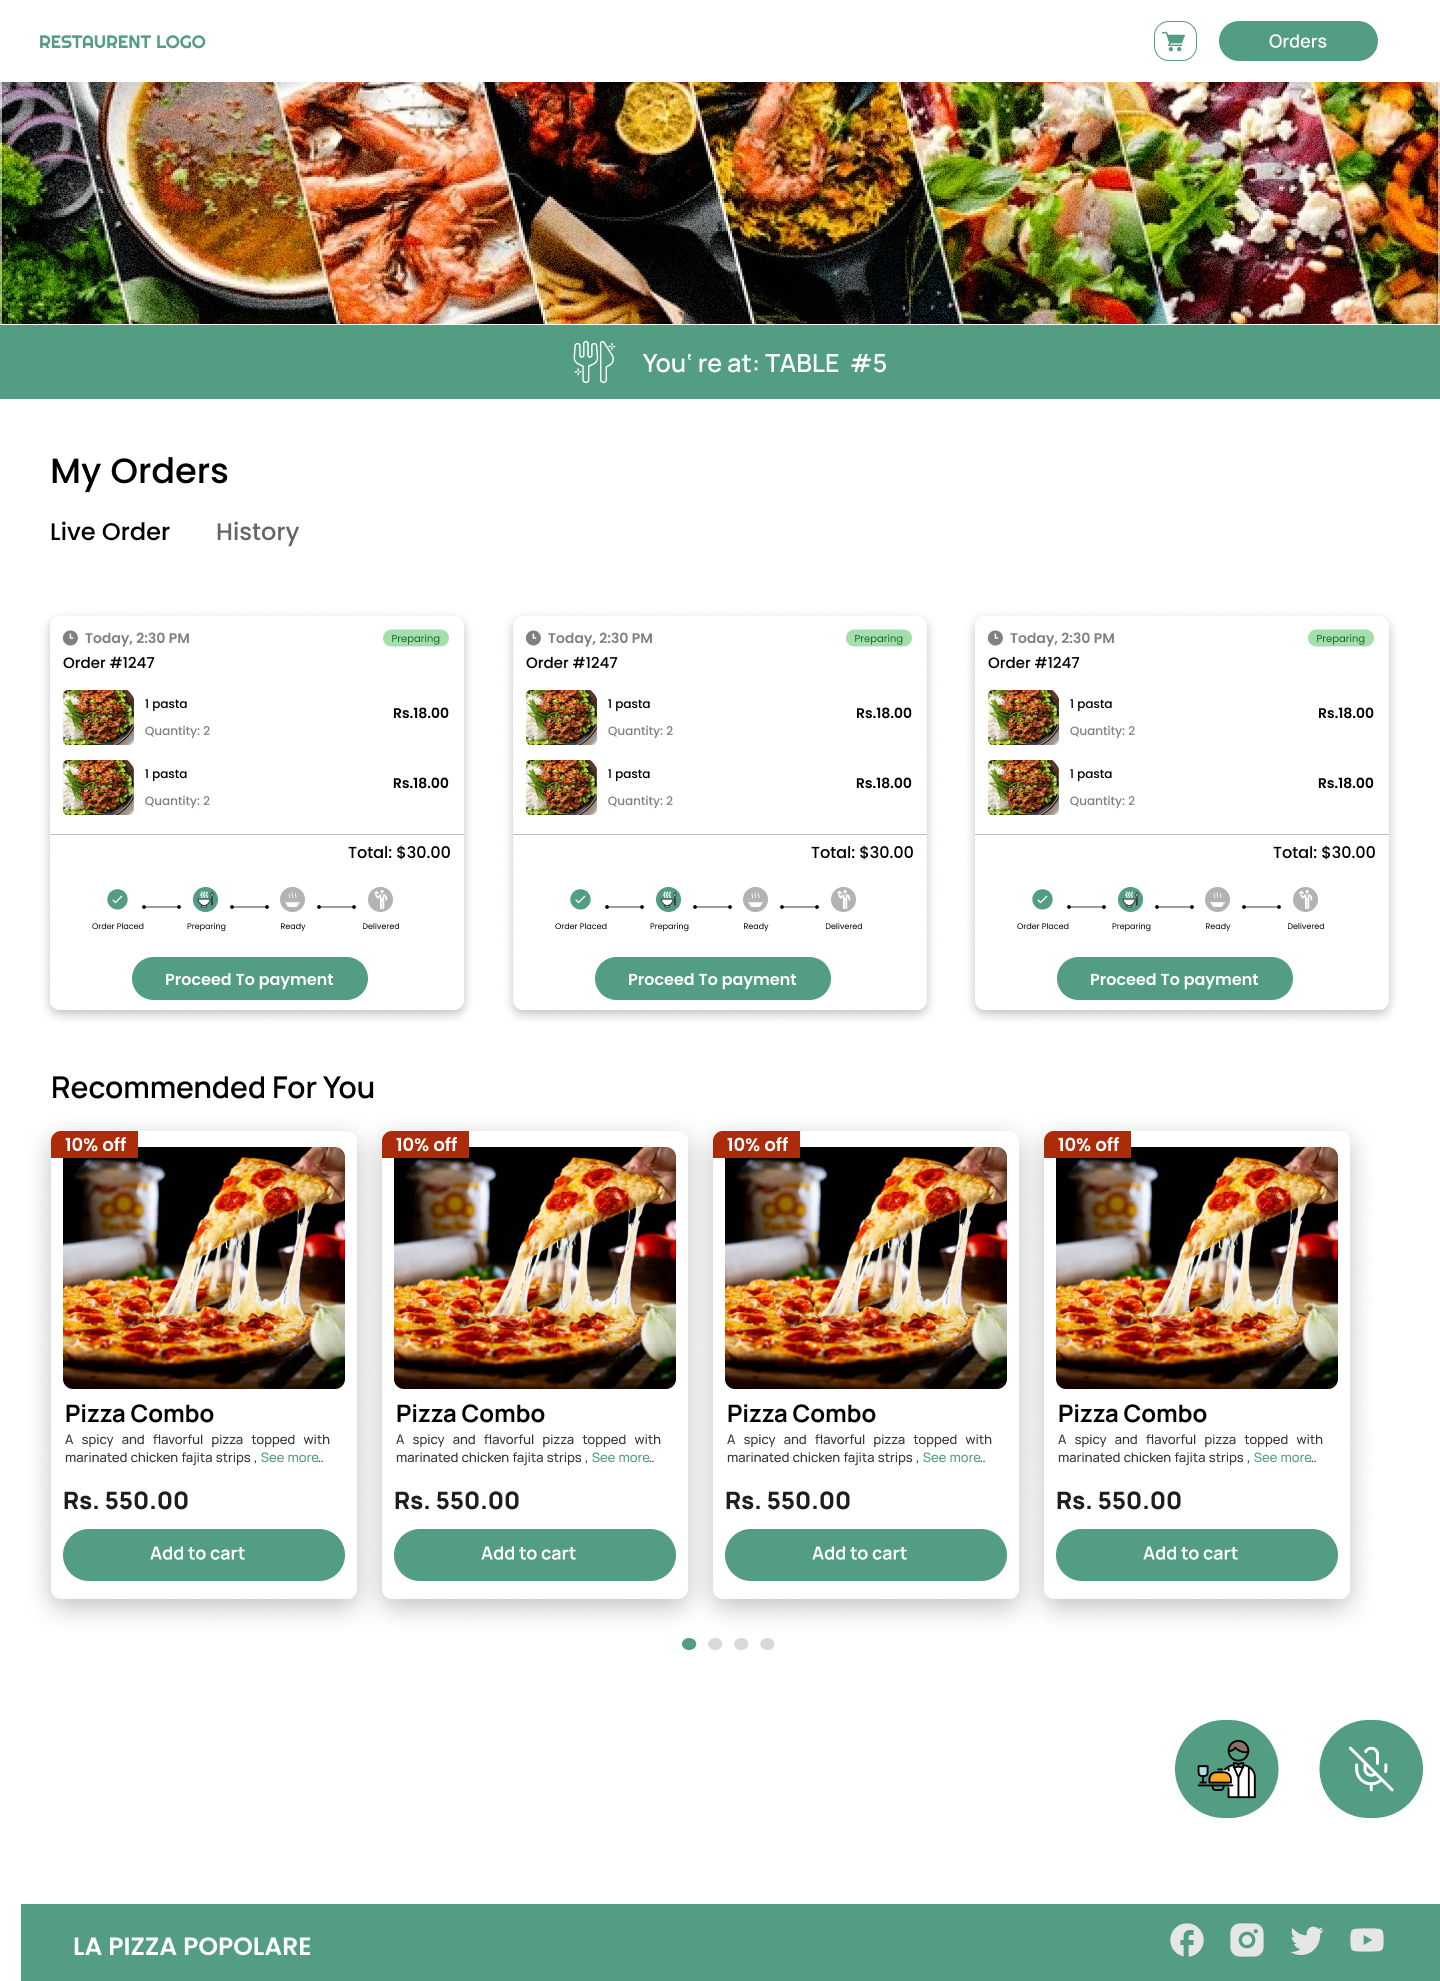 RESTAURENT LOGO
Orders
You‛ re at: TABLE #5
My Orders
Live Order History
Today, 2:30 PM Preparing
Order #1247
1 pasta
Rs.18.00
Quantity: 2
1 pasta
Rs.18.00
Quantity: 2
Total: $30.00
Order Placed Preparing Ready Delivered
Proceed To payment
Today, 2:30 PM Preparing
Order #1247
1 pasta
Rs.18.00
Quantity: 2
1 pasta
Rs.18.00
Quantity: 2
Total: $30.00
Order Placed Preparing Ready Delivered
Proceed To payment
Today, 2:30 PM Preparing
Order #1247
1 pasta
Rs.18.00
Quantity: 2
1 pasta
Rs.18.00
Quantity: 2
Total: $30.00
Order Placed Preparing Ready Delivered
Proceed To payment
Recommended For You
10% off
Pizza Combo
A spicy and flavorful pizza topped with
marinated chicken fajita strips , See more..
Rs. 550.00
Add to cart
10% off
Pizza Combo
A spicy and flavorful pizza topped with
marinated chicken fajita strips , See more..
Rs. 550.00
Add to cart
10% off
Pizza Combo
A spicy and flavorful pizza topped with
marinated chicken fajita strips , See more..
Rs. 550.00
Add to cart
10% off
Pizza Combo
A spicy and flavorful pizza topped with
marinated chicken fajita strips , See more..
Rs. 550.00
Add to cart
LA PIZZA POPOLARE